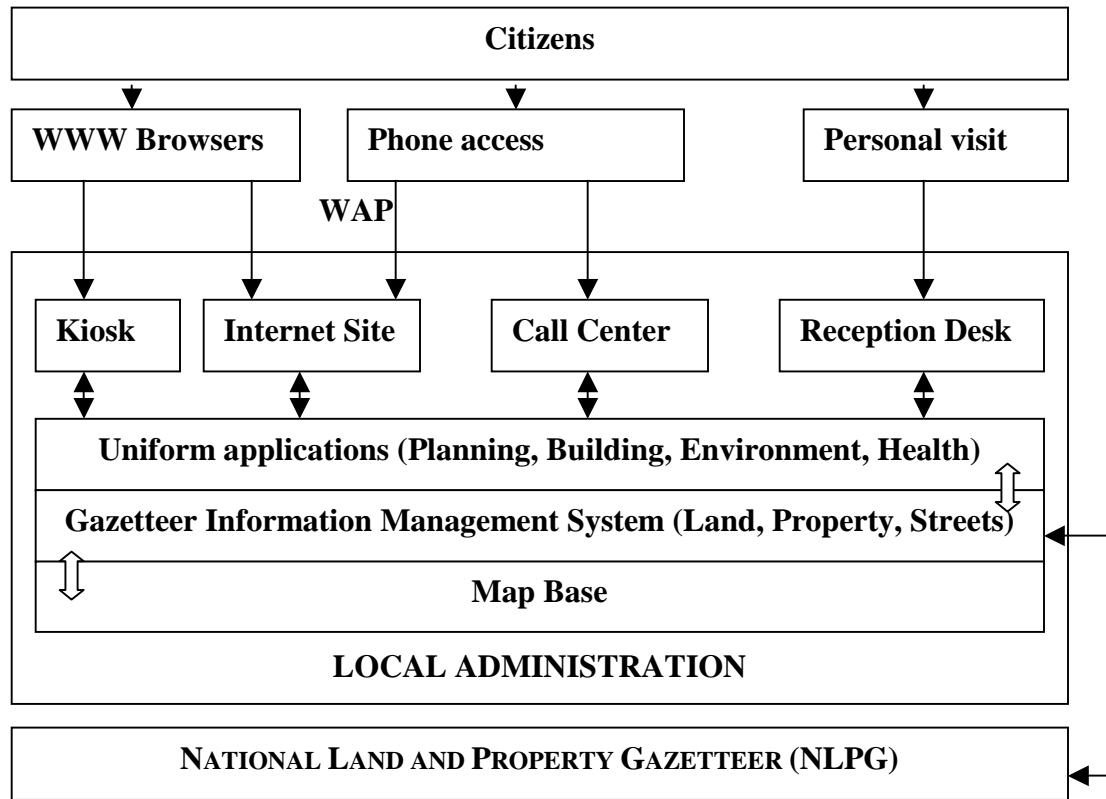 Citizens
WWW Browsers
Phone access
Personal visit
WAP
Kiosk
Internet Site
Call Center
Reception Desk
Uniform applications (Planning, Building, Environment, Health)
Gazetteer Information Management System (Land, Property, Streets)
Map Base
LOCAL ADMINISTRATION
NATIONAL LAND AND PROPERTY GAZETTEER (NLPG)